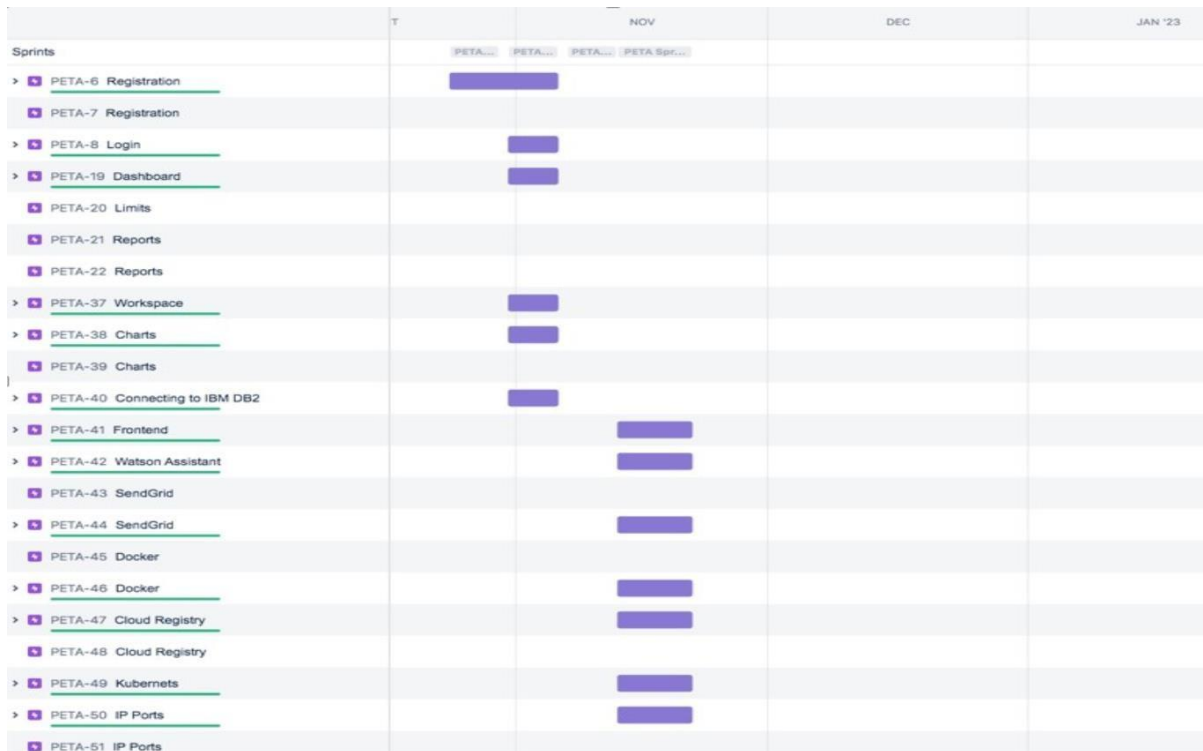 T NOV DEC JAN '23
Sprints PETA... PETA... PETA... PETA Spr...
PETA-6 Registration
PETA-7 Registration
PETA-8 Login
PETA-19 Dashboard
PETA-20 Limits
PETA-21 Reports
PETA-22 Reports
PETA-37 Workspace
PETA-38 Charts
PETA-39 Charts
PETA-40 Connecting to IBM DB2
PETA-41 Frontend
PETA-42 Watson Assistant
PETA-43 SendGrid
PETA-44 SendGrid
PETA-45 Docker
PETA-46 Docker
PETA-47 Cloud Registry
PETA-48 Cloud Registry
PETA-49 Kubernets
PETA-50 IP Ports
PETA-51 IP Ports